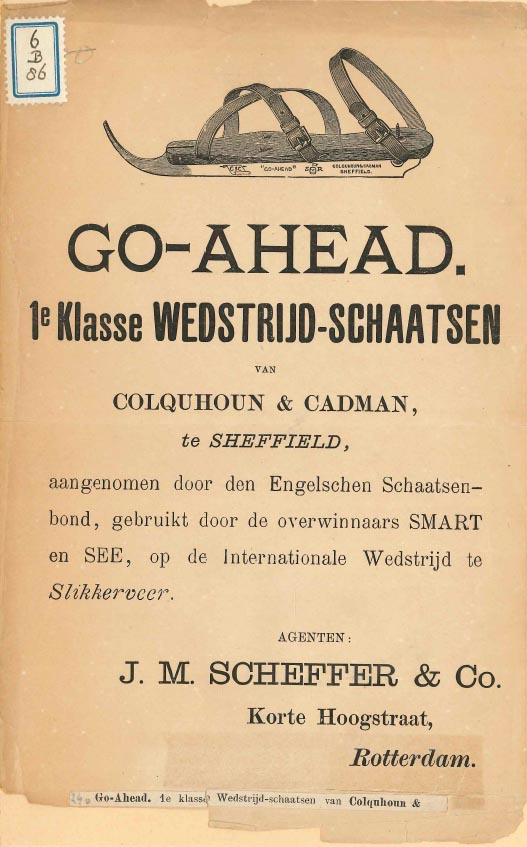 6
B
86
"GO-AHEAD"
COLQUHOUN & CADMAN
SHEFFIELD.
GO-AHEAD.
1e Klasse WEDSTRIJD-SCHAATSEN
VAN
COLQUHOUN & CADMAN,
te SHEFFIELD,
aangenomen door den Engelschen Schaatsen-
bond, gebruikt door de overwinnaars SMART
en SEE, op de Internationale Wedstrijd te
Slikkerveer.
AGENTEN:
J. M. SCHEFFER & Co.
Korte Hoogstraat,
Rotterdam.
Go-Ahead. 1e klasse Wedstrijd-schaatsen van Colquhoun &